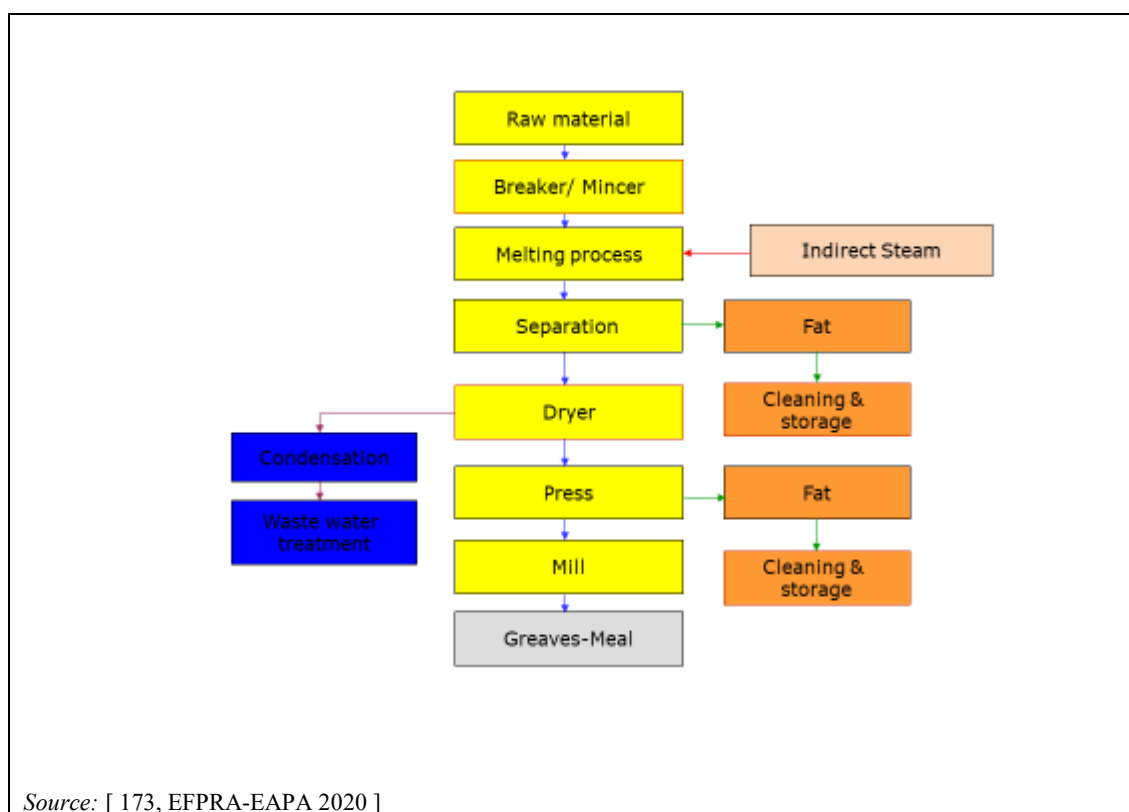 Raw material
Breaker/ Mincer
Melting process
Indirect Steam
Separation
Fat
Cleaning &
storage
Dryer
Condensation
Waste water
treatment
Press
Fat
Cleaning &
storage
Mill
Greaves-Meal
Source: [ 173, EFPRA-EAPA 2020 ]